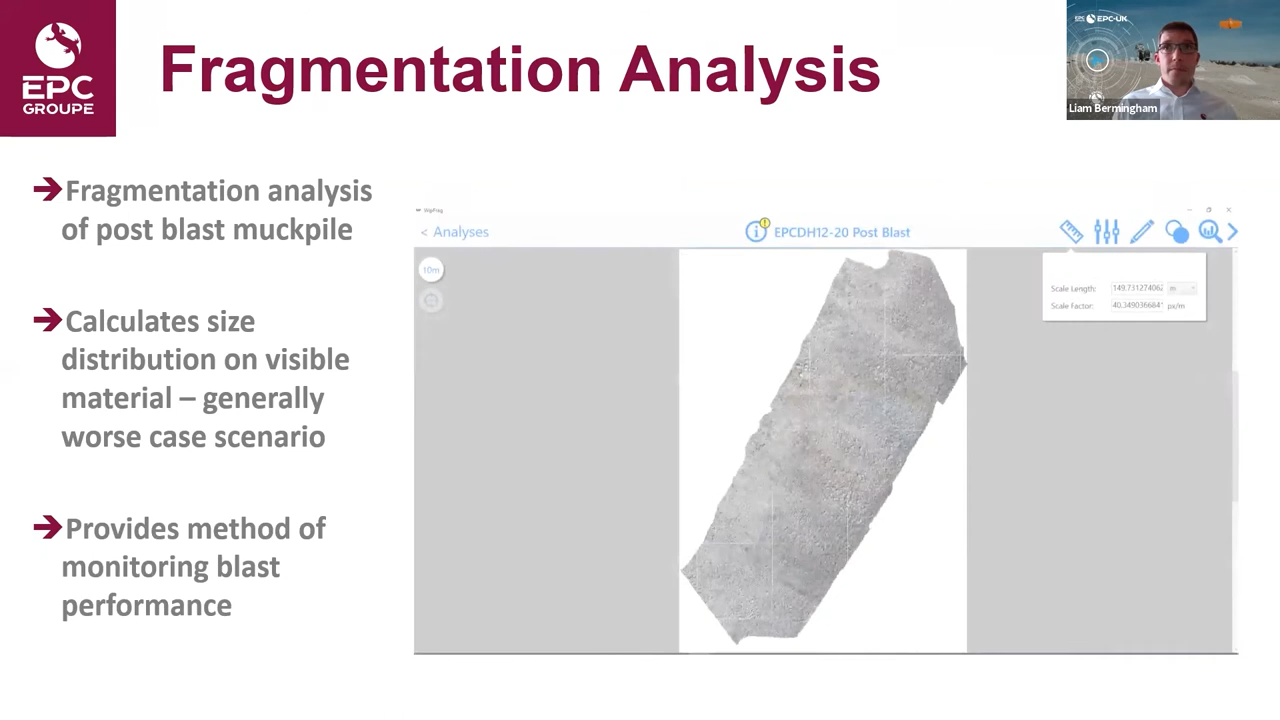 EPC
GROUPE
Fragmentation Analysis
EPC-UK
Liam Bermingham
Fragmentation analysis
of post blast muckpile
Calculates size
distribution on visible
material – generally
worse case scenario
Provides method of
monitoring blast
performance
WipFrag
< Analyses
EPCDH12-20 Post Blast
10m
Scale Length:
m
Scale Factor:
px/m